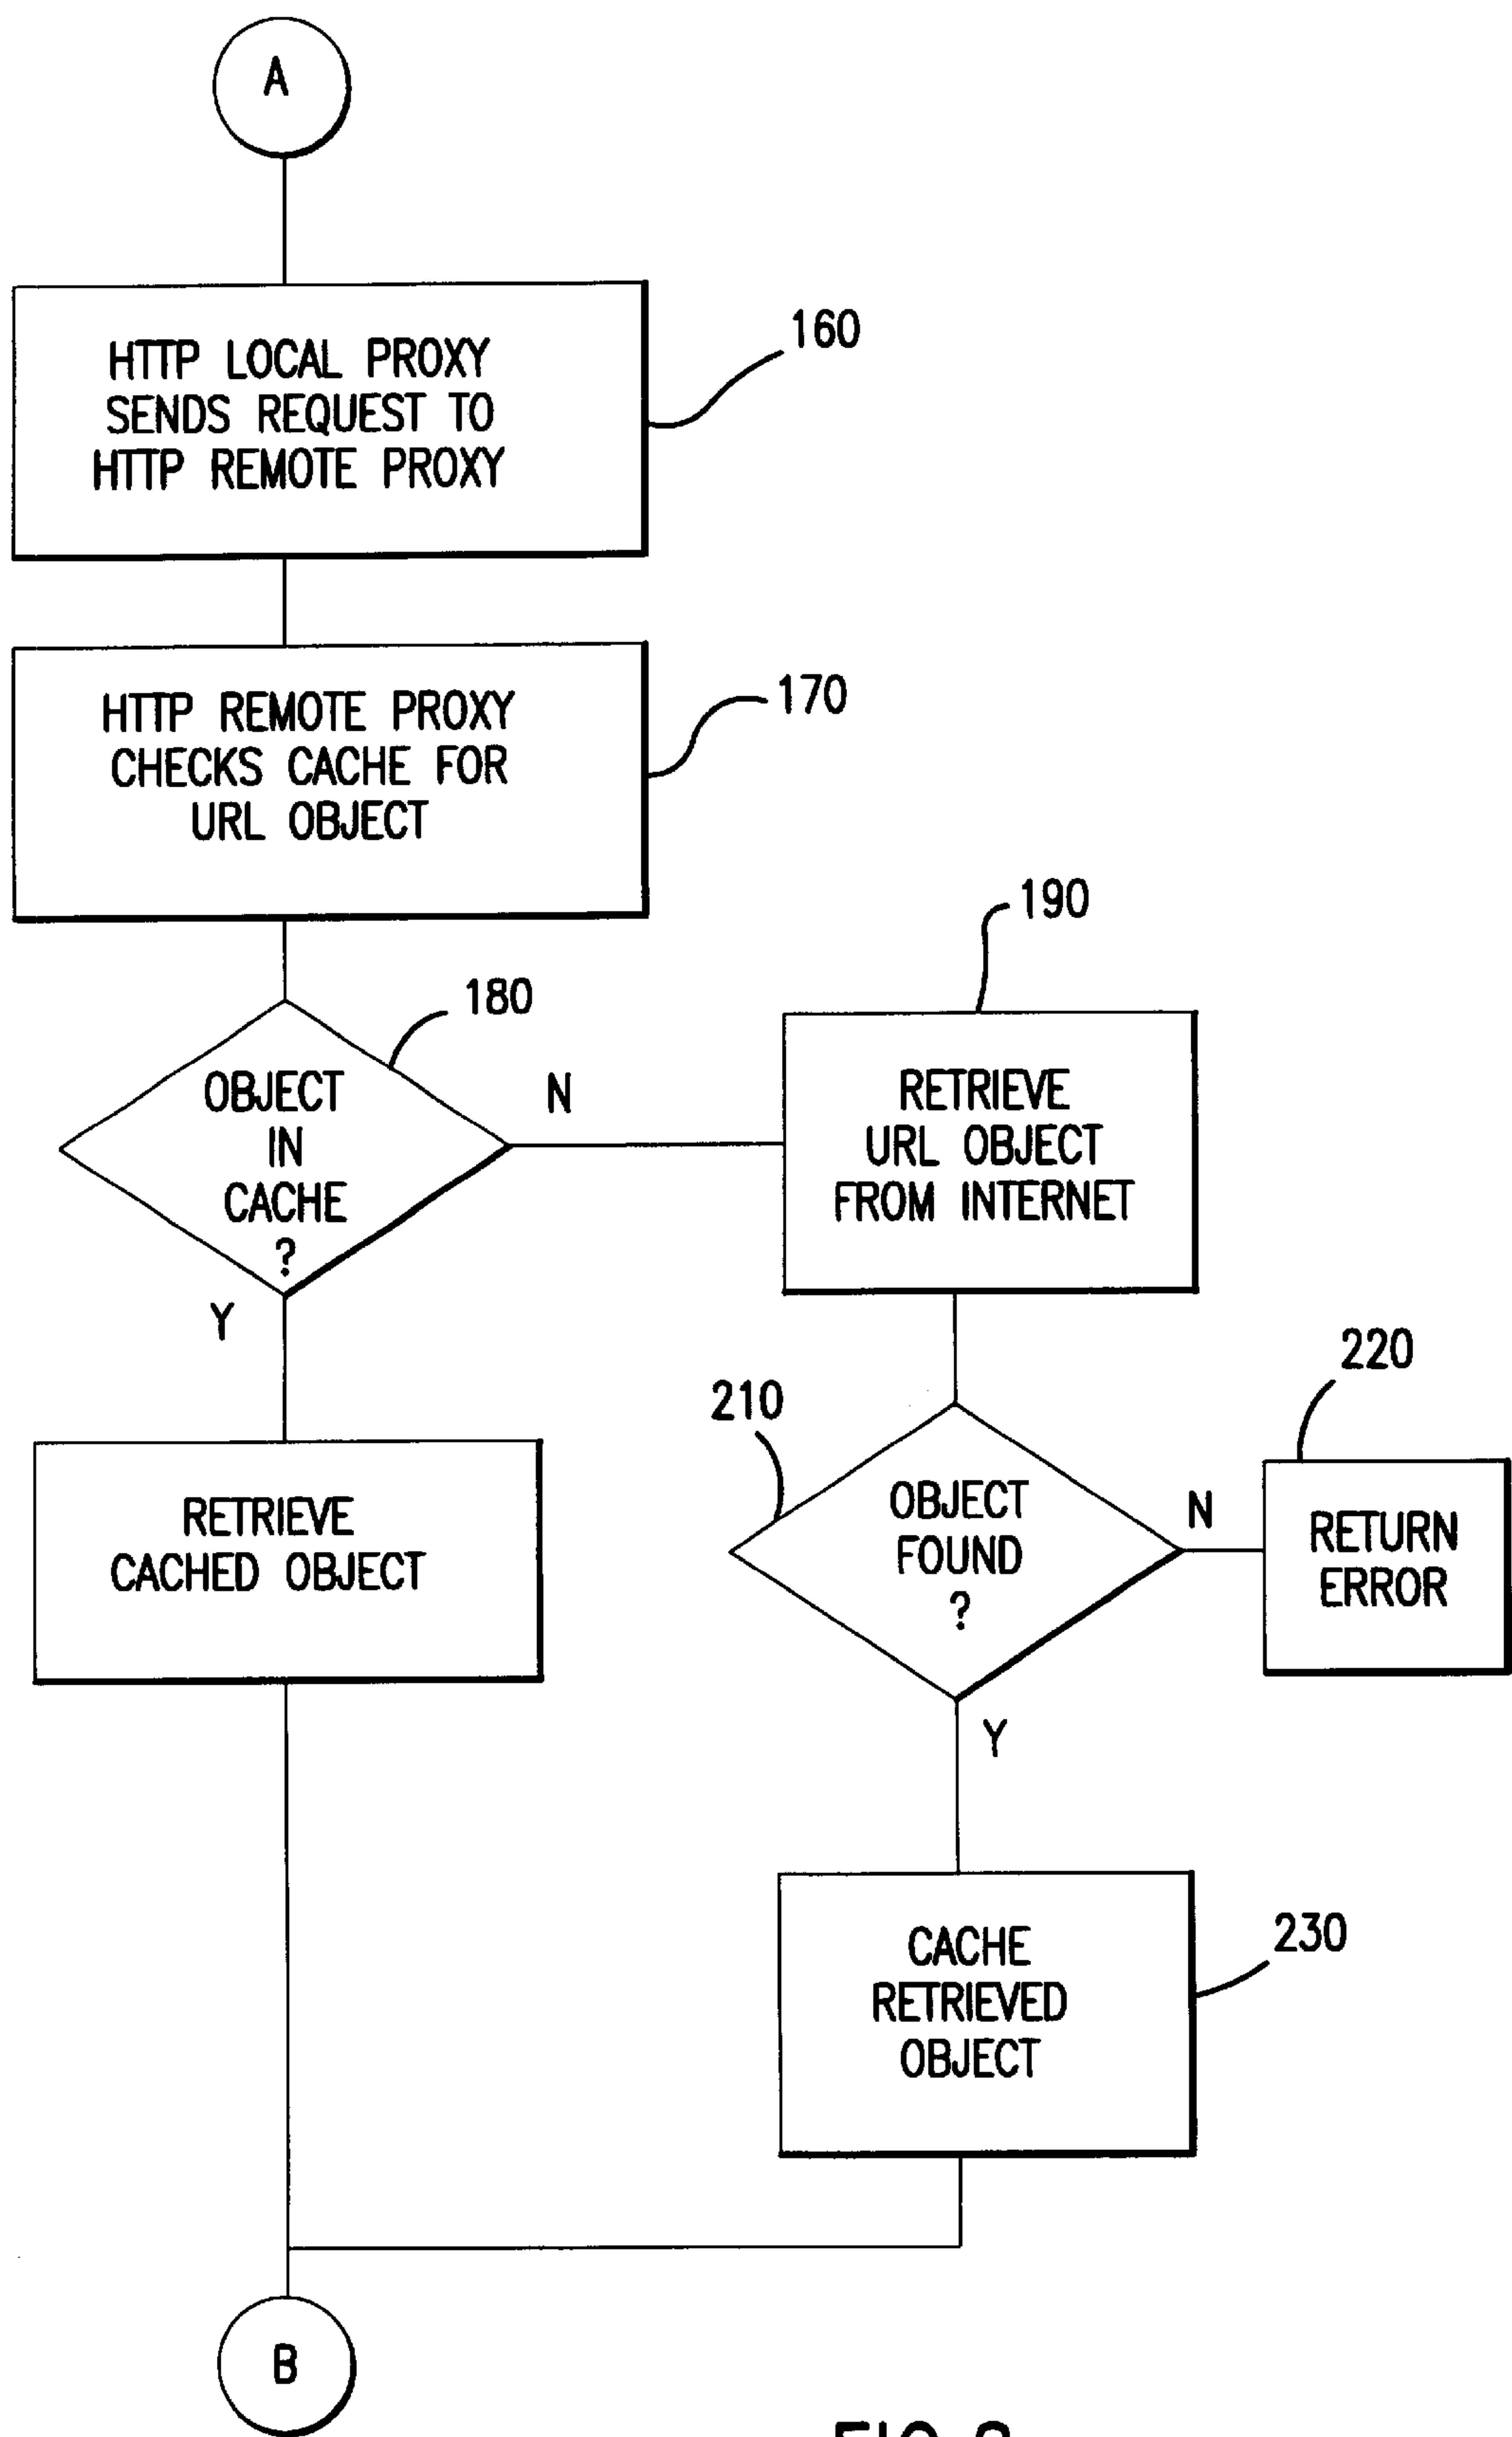 A
HTTP LOCAL PROXY
SENDS REQUEST TO
HTTP REMOTE PROXY
160
HTTP REMOTE PROXY
CHECKS CACHE FOR
URL OBJECT
170
180
OBJECT
IN
CACHE
?
N
Y
190
RETRIEVE
URL OBJECT
FROM INTERNET
RETRIEVE
CACHED OBJECT
210
OBJECT
FOUND
?
N
Y
220
RETURN
ERROR
CACHE
RETRIEVED
OBJECT
230
B